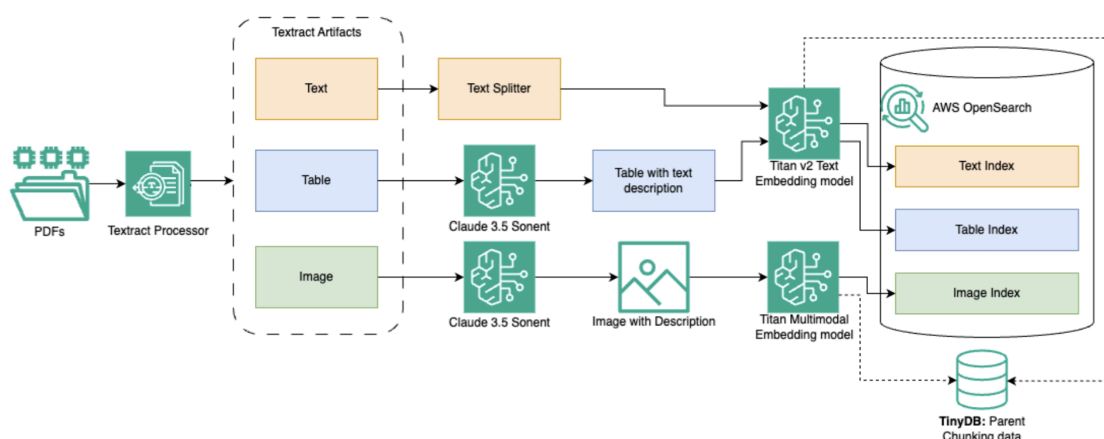 Textract Artifacts
Text
Text Splitter
AWS OpenSearch
Titan v2 Text
Embedding model
Text Index
Table
Table with text
description
PDFs
Textract Processor
Claude 3.5 Sonent
Table Index
Image
Claude 3.5 Sonent
Image with Description
Titan Multimodal
Embedding model
Image Index
TinyDB: Parent
Chunking data